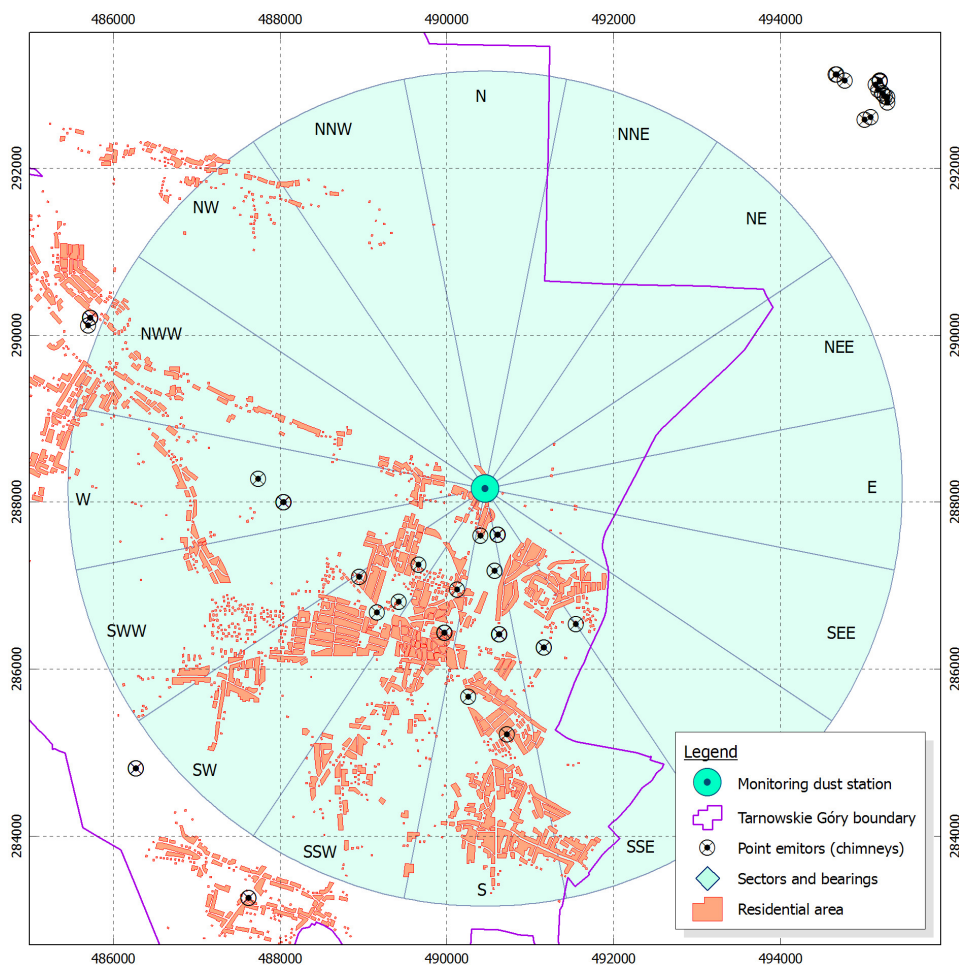 486000 488000 490000 492000 494000
N
NNW NNE
292000 292000
NW NE
290000 290000
NWW NEE
288000 288000
W E
SWW SEE
286000 286000
SW
Legend
Monitoring dust station
Tarnowskie Góry boundary
284000 284000
SSW SSE
Point emitors (chimneys)
S
Sectors and bearings
Residential area
486000 488000 490000 492000 494000